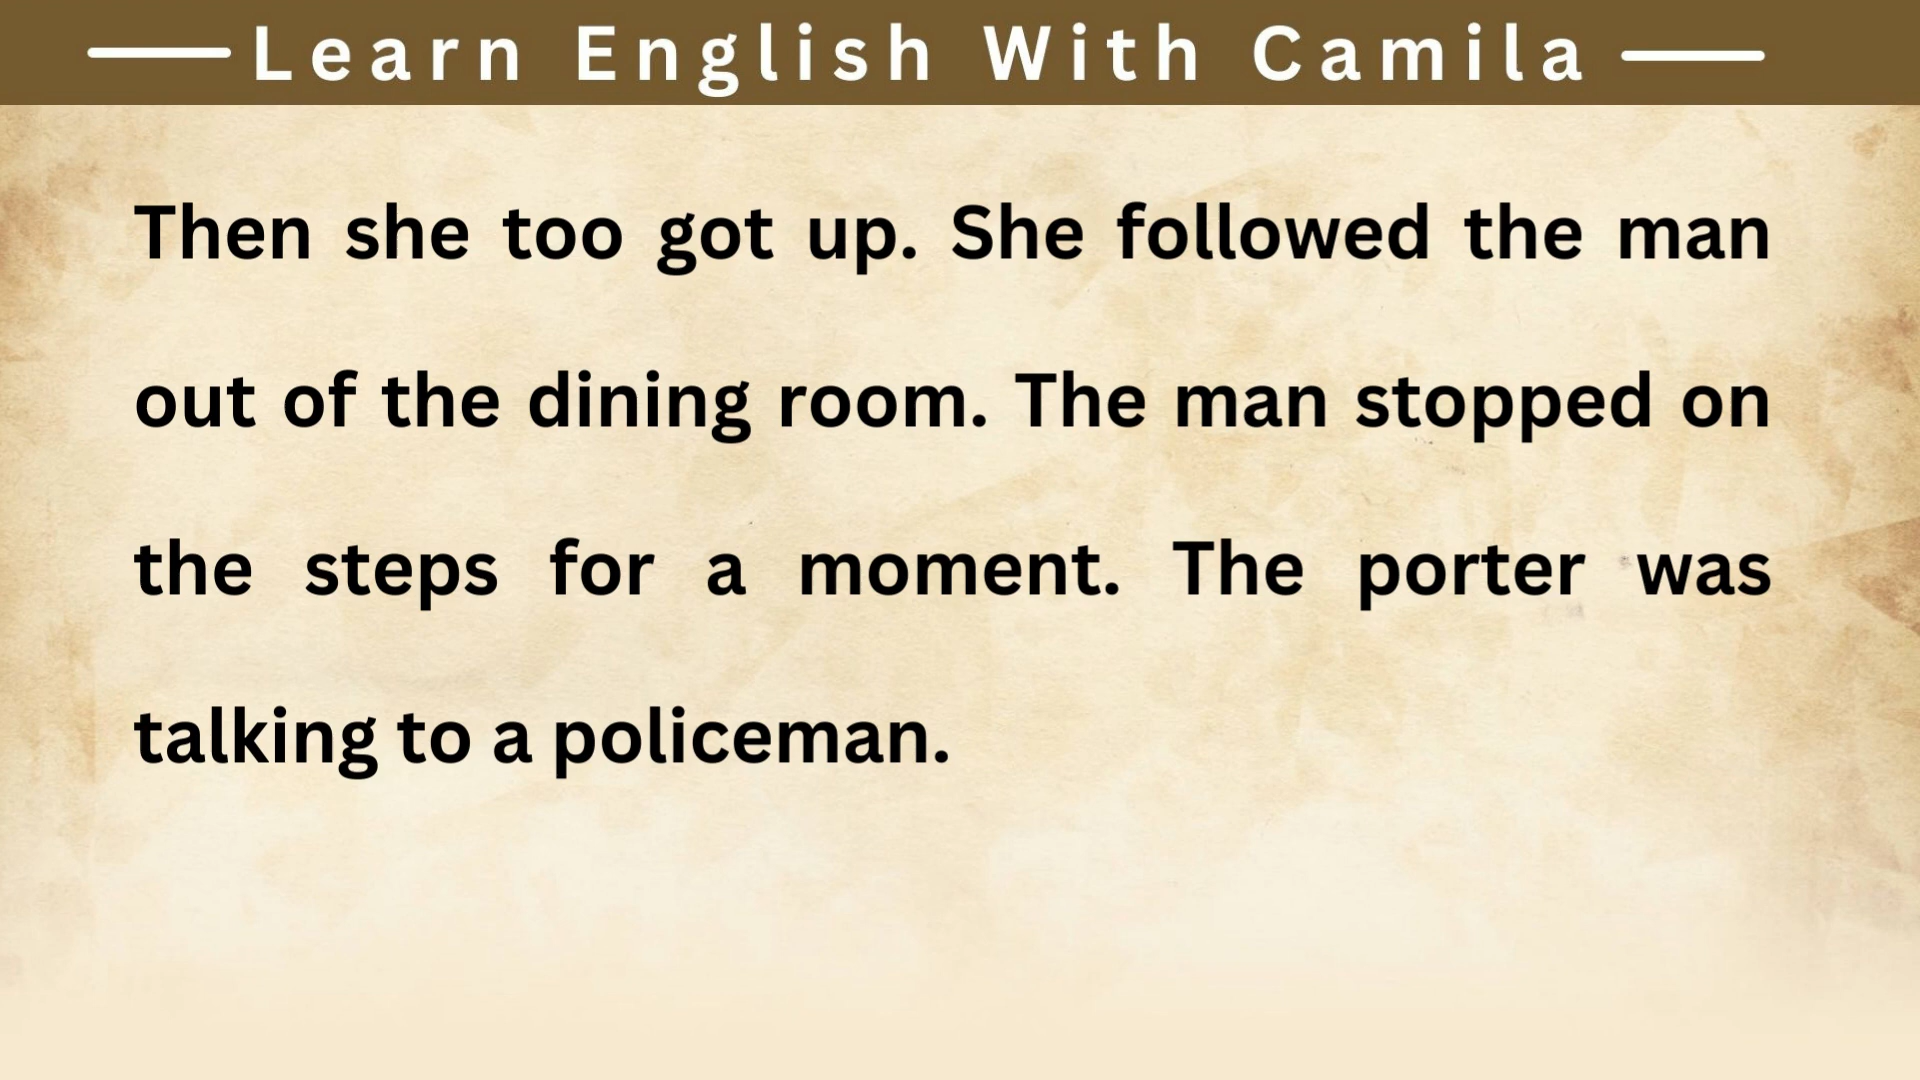 Learn English With Camila
Then she too got up. She followed the man
out of the dining room. The man stopped on
the steps for a moment. The porter was
talking to a policeman.